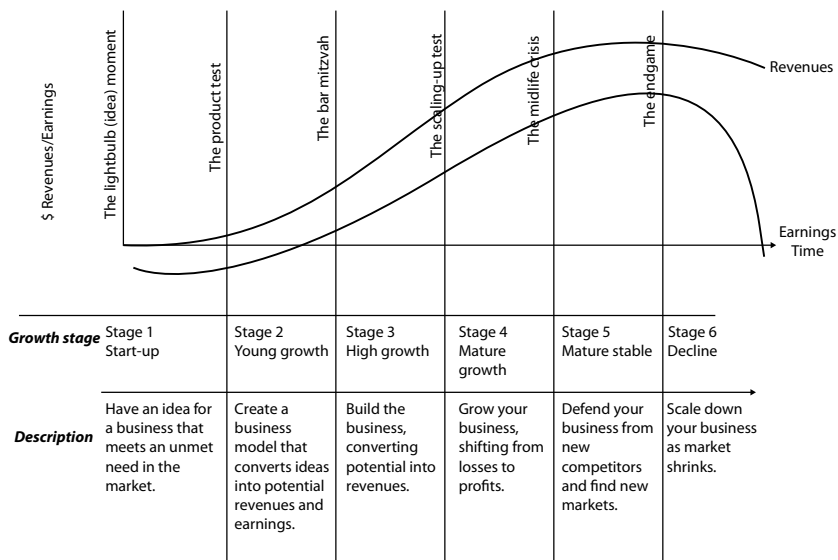 $ Revenues/Earnings
The lightbulb (idea) moment
The product test
The bar mitzvah
The scaling-up test
The midlife crisis
The endgame
Revenues
Earnings
Time
Growth stage
Stage 1
Start-up
Stage 2
Young growth
Stage 3
High growth
Stage 4
Mature
growth
Stage 5
Mature stable
Stage 6
Decline
Description
Have an idea for
a business that
meets an unmet
need in the
market.
Create a
business
model that
converts ideas
into potential
revenues and
earnings.
Build the
business,
converting
potential into
revenues.
Grow your
business,
shifting from
losses to
profits.
Defend your
business from
new
competitors
and find new
markets.
Scale down
your business
as market
shrinks.